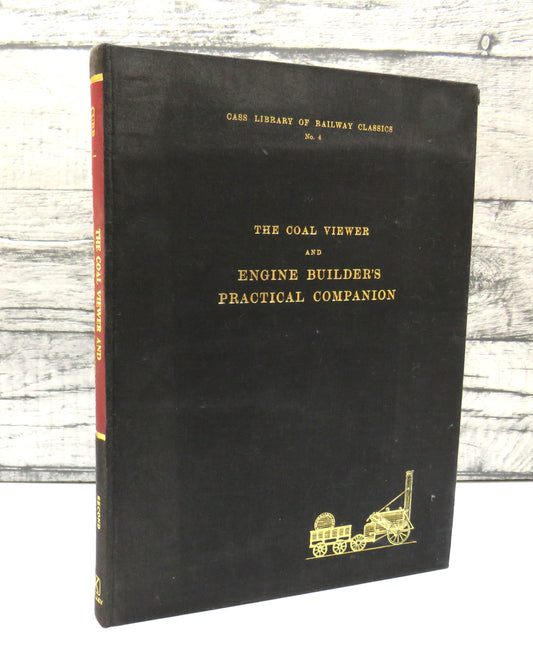 CASS LIBRARY OF RAILWAY CLASSICS
No. 4
THE COAL VIEWER
AND
ENGINE BUILDER'S
PRACTICAL COMPANION
CURR
THE COAL VIEWER AND
SECOND